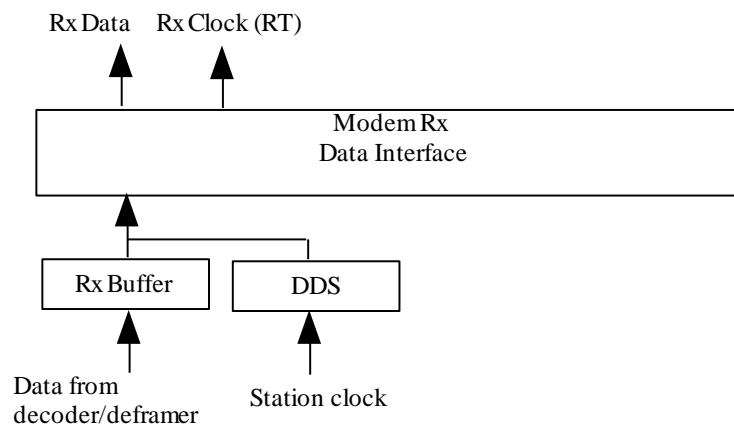 Rx Data
Rx Clock (RT)
Modem Rx
Data Interface
Rx Buffer
DDS
Data from
decoder/deframer
Station clock